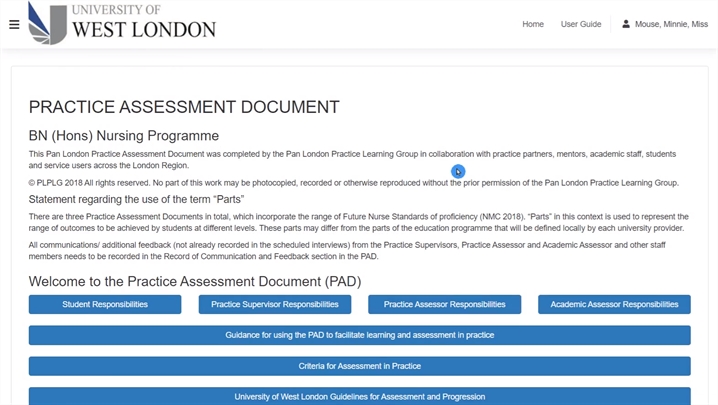 UNIVERSITY OF
WEST LONDON
Home
User Guide
Mouse, Minnie, Miss
PRACTICE ASSESSMENT DOCUMENT
BN (Hons) Nursing Programme
This Pan London Practice Assessment Document was completed by the Pan London Practice Learning Group in collaboration with practice partners, mentors, academic staff, students
and service users across the London Region.
© PLPLG 2018 All rights reserved. No part of this work may be photocopied, recorded or otherwise reproduced without the prior permission of the Pan London Practice Learning Group.
Statement regarding the use of the term “Parts”
There are three Practice Assessment Documents in total, which incorporate the range of Future Nurse Standards of proficiency (NMC 2018). “Parts” in this context is used to represent the
range of outcomes to be achieved by students at different levels. These parts may differ from the parts of the education programme that will be defined locally by each university provider.
All communications/ additional feedback (not already recorded in the scheduled interviews) from the Practice Supervisors, Practice Assessor and Academic Assessor and other staff
members needs to be recorded in the Record of Communication and Feedback section in the PAD.
Welcome to the Practice Assessment Document (PAD)
Student Responsibilities
Practice Supervisor Responsibilities
Practice Assessor Responsibilities
Academic Assessor Responsibilities
Guidance for using the PAD to facilitate learning and assessment in practice
Criteria for Assessment in Practice
University of West London Guidelines for Assessment and Progression